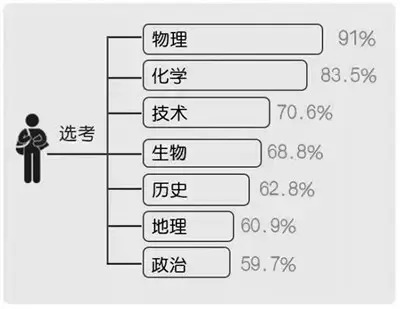 物理 91%
化学 83.5%
技术 70.6%
选考
生物 68.8%
历史 62.8%
地理 60.9%
政治 59.7%